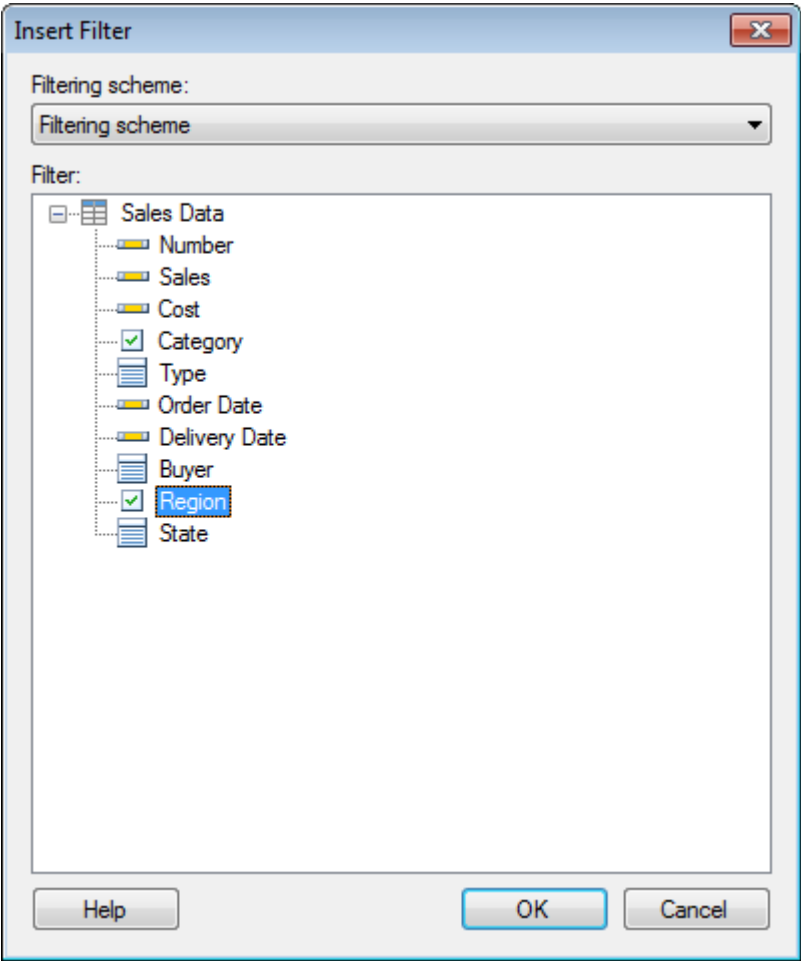 Insert Filter
Filtering scheme:
Filtering scheme
Filter:
Sales Data
Number
Sales
Cost
Category
Type
Order Date
Delivery Date
Buyer
Region
State
Help OK Cancel